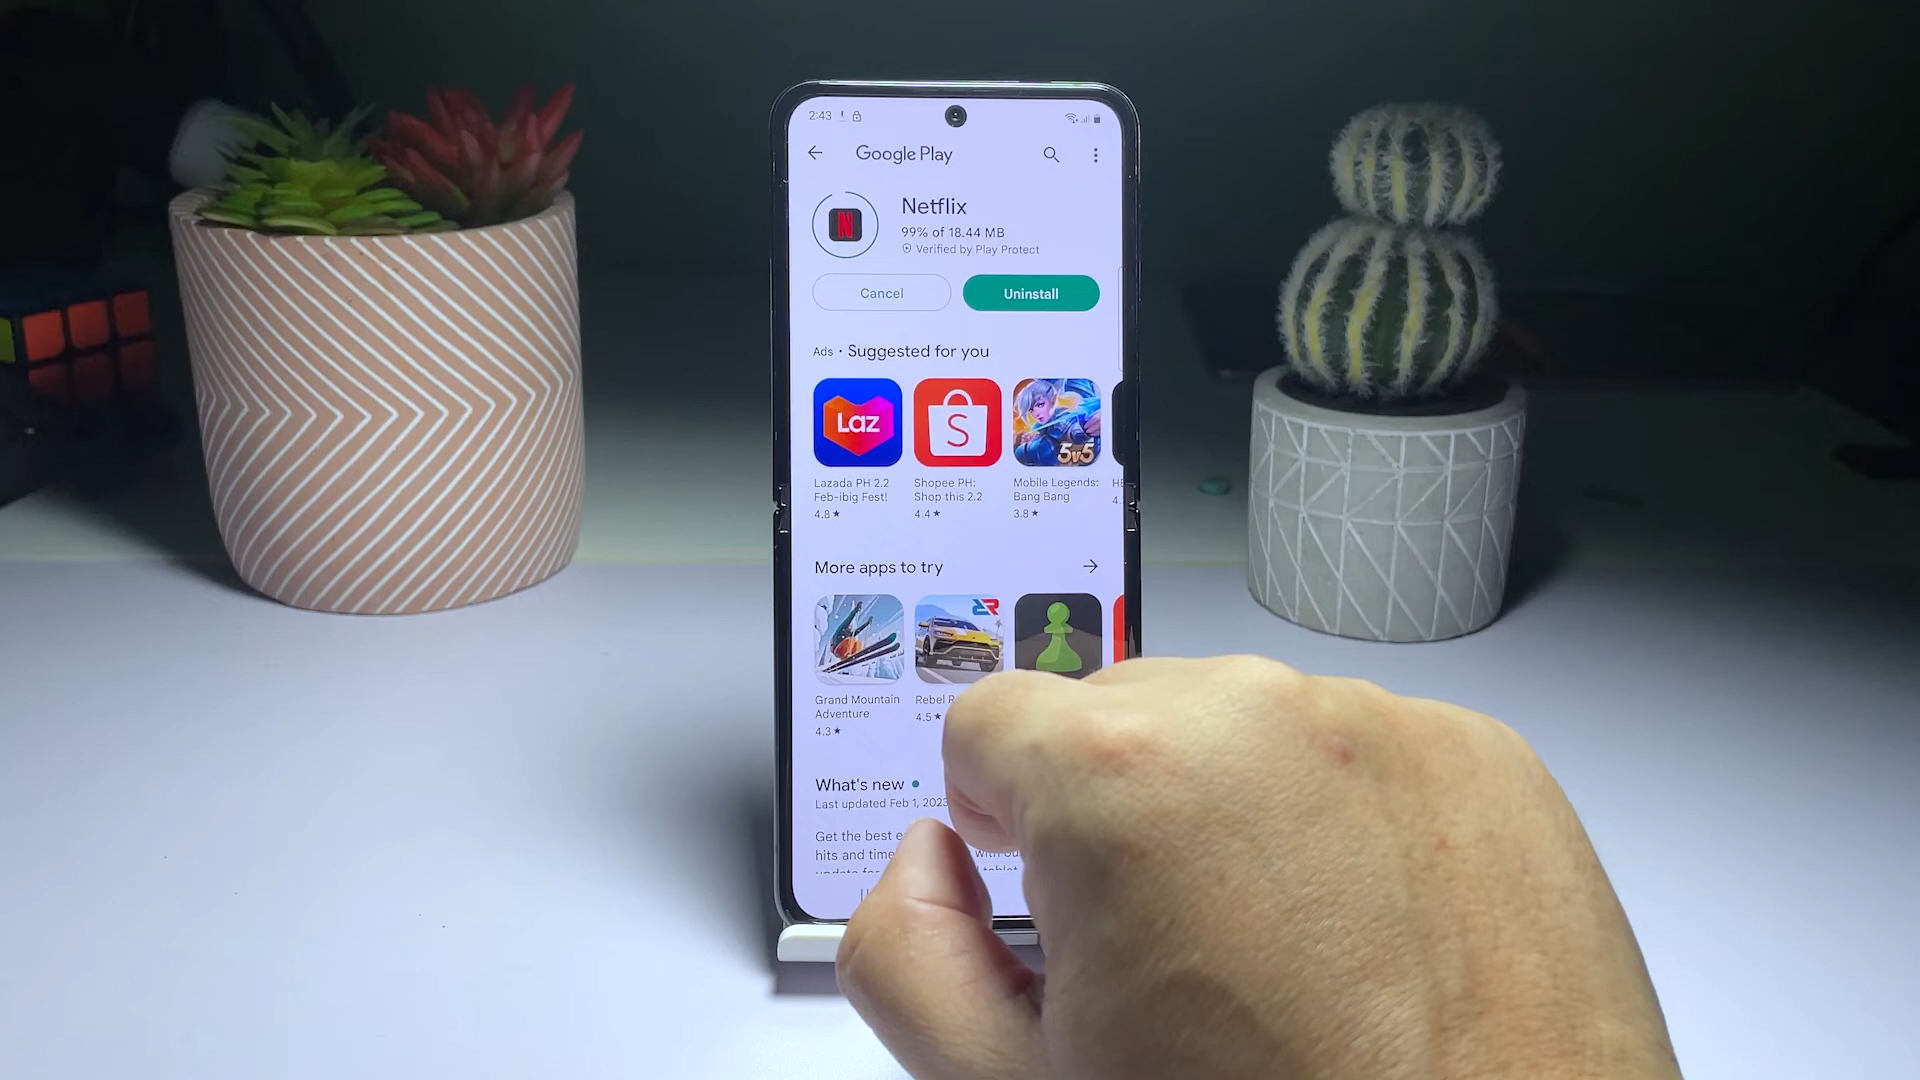 2:43
Google Play
N
Netflix
99% of 18.44 MB
Verified by Play Protect
Cancel
Uninstall
Ads • Suggested for you
Laz
S
5v5
Lazada PH 2.2
Feb-ibig Fest!
4.8★
Shopee PH:
Shop this 2.2
4.4★
Mobile Legends:
Bang Bang
3.8★
4.
More apps to try
Grand Mountain
Adventure
4.3★
Rebel
4.5★
What's new •
Last updated Feb 1, 2023
Get the best
hits and
with